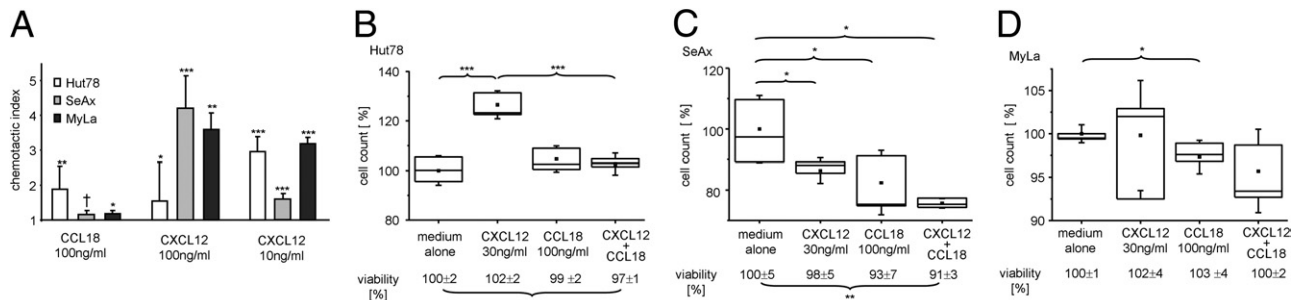 A
chemotactic index
5
4
3
2
1
Hut78
SeAx
MyLa
**
†
*
*
***
**
***
***
***
CCL18
100ng/ml
CXCL12
100ng/ml
CXCL12
10ng/ml
B
Hut78
cell count [ %]
140
120
100
80
***
***
medium
alone
CXCL12
30ng/ml
CCL18
100ng/ml
CXCL12
+
CCL18
viability
[%]
100±2
102±2
99 ±2
97±1
*
C
SeAx
cell count [ %]
120
100
80
*
*
*
medium
alone
CXCL12
30ng/ml
CCL18
100ng/ml
CXCL12
+
CCL18
viability
[%]
100±5
98±5
93±7
91±3
**
D
MyLa
cell count [ %]
110
105
100
95
90
*
medium
alone
CXCL12
30ng/ml
CCL18
100ng/ml
CXCL12
+
CCL18
viability
[%]
100±1
102±4
103 ±4
100±2